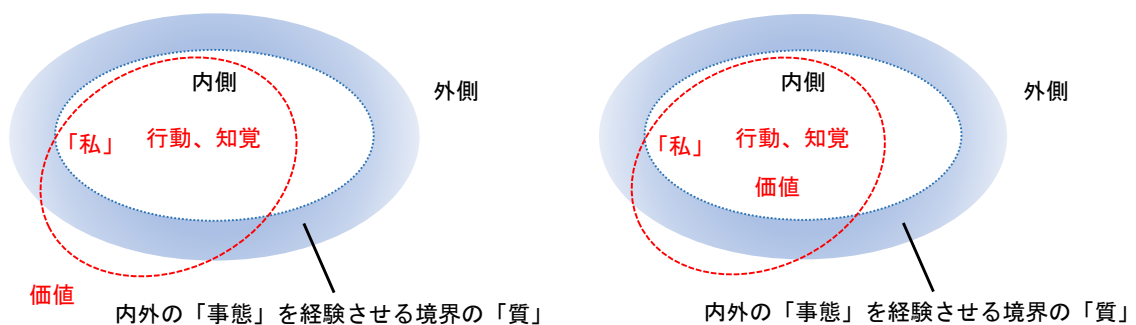 内側
外側
「私」
行動、知覚
価値
内外の「事態」を経験させる境界の「質」
内側
外側
「私」
行動、知覚
価値
内外の「事態」を経験させる境界の「質」